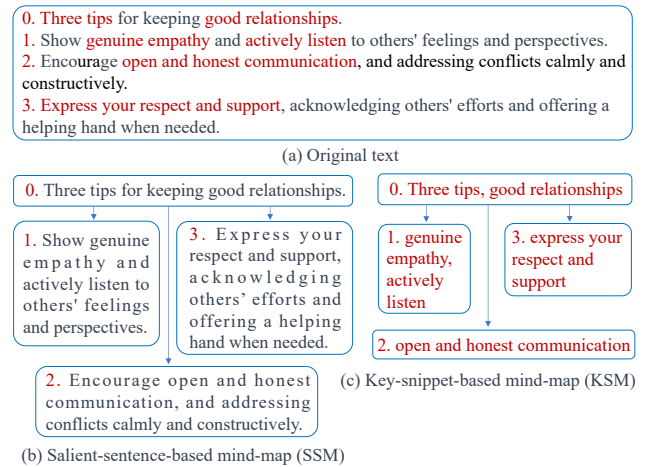 0. Three tips for keeping good relationships.
1. Show genuine empathy and actively listen to others' feelings and perspectives.
2. Encourage open and honest communication, and addressing conflicts calmly and
constructively.
3. Express your respect and support, acknowledging others' efforts and offering a
helping hand when needed.
(a) Original text
0. Three tips for keeping good relationships.
1. Show genuine
empathy and
actively listen to
others' feelings
and perspectives.
3. Express your
respect and support,
acknowledging
others' efforts and
offering a helping
hand when needed.
2. Encourage open and honest
communication, and addressing
conflicts calmly and constructively.
(b) Salient-sentence-based mind-map (SSM)
0. Three tips, good relationships
1. genuine
empathy,
actively
listen
3. express your
respect and
support
2. open and honest communication
(c) Key-snippet-based mind-map (KSM)